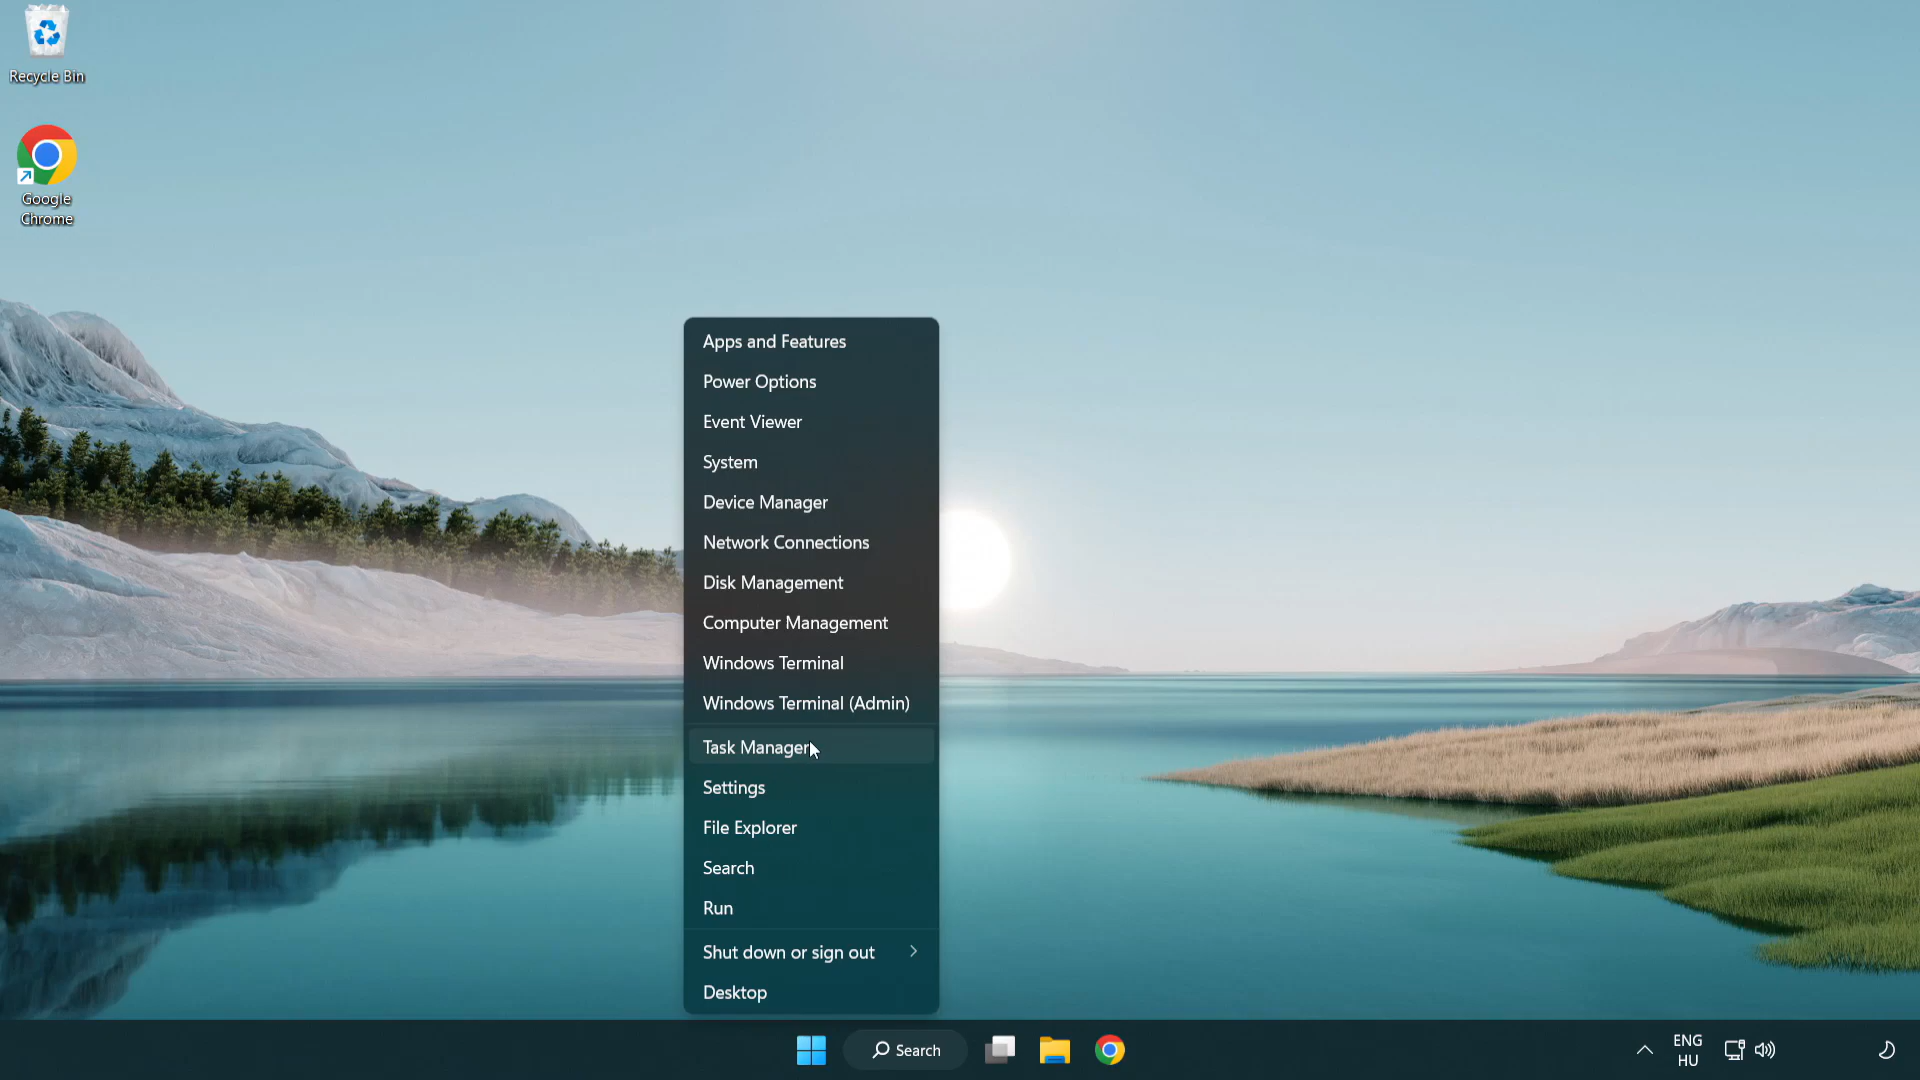 Recycle Bin
Google
Chrome
Apps and Features
Power Options
Event Viewer
System
Device Manager
Network Connections
Disk Management
Computer Management
Windows Terminal
Windows Terminal (Admin)
Task Manager
Settings
File Explorer
Search
Run
Shut down or sign out
Desktop
Search
ENG
HU